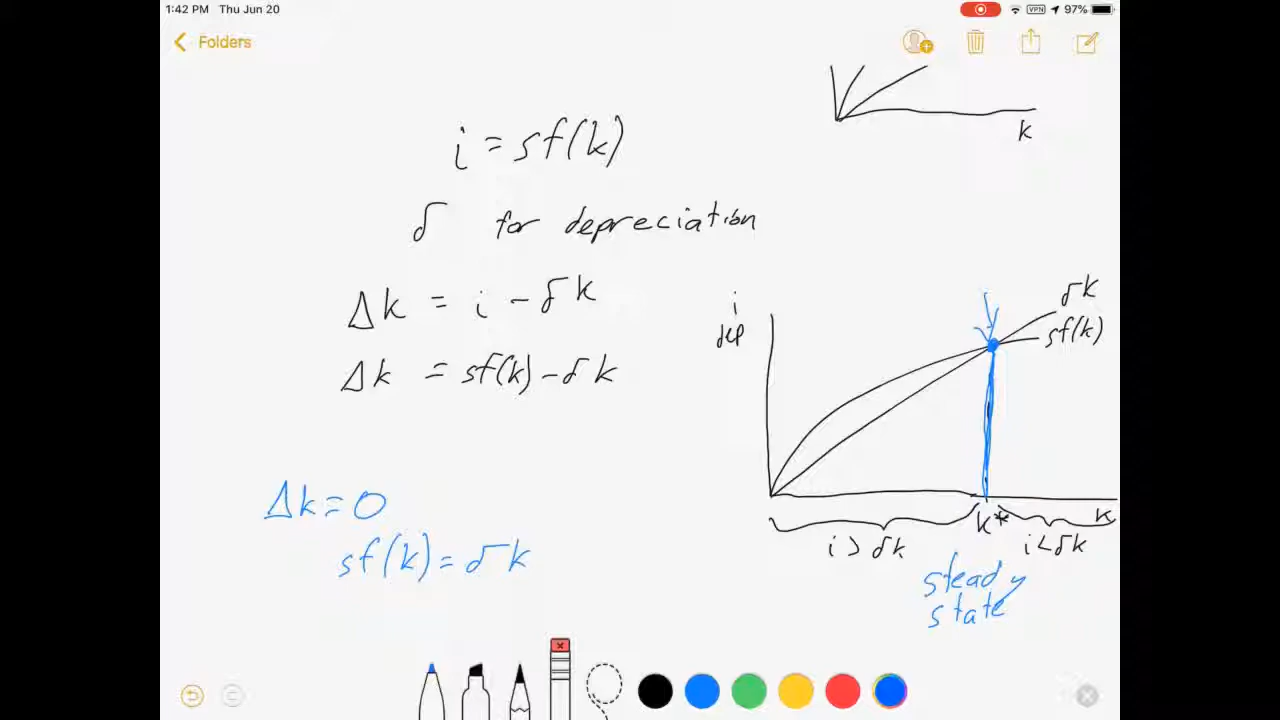 1:42 PM Thu Jun 20
VPN 97%
Folders
k
i = sf(k)
δ for depreciation
Δk = i - δk
Δk = sf(k) - δk
i
dep
δk
sf(k)
k* k
i > δk i < δk
steady
state
Δk = 0
sf(k) = δk